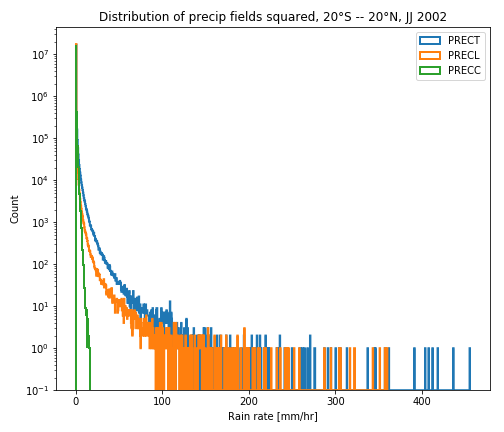 Distribution of precip fields squared, 20°S -- 20°N, JJ 2002
PRECT
PRECL
PRECC
Count
10^7
10^6
10^5
10^4
10^3
10^2
10^1
10^0
10^−1
0 100 200 300 400
Rain rate [mm/hr]